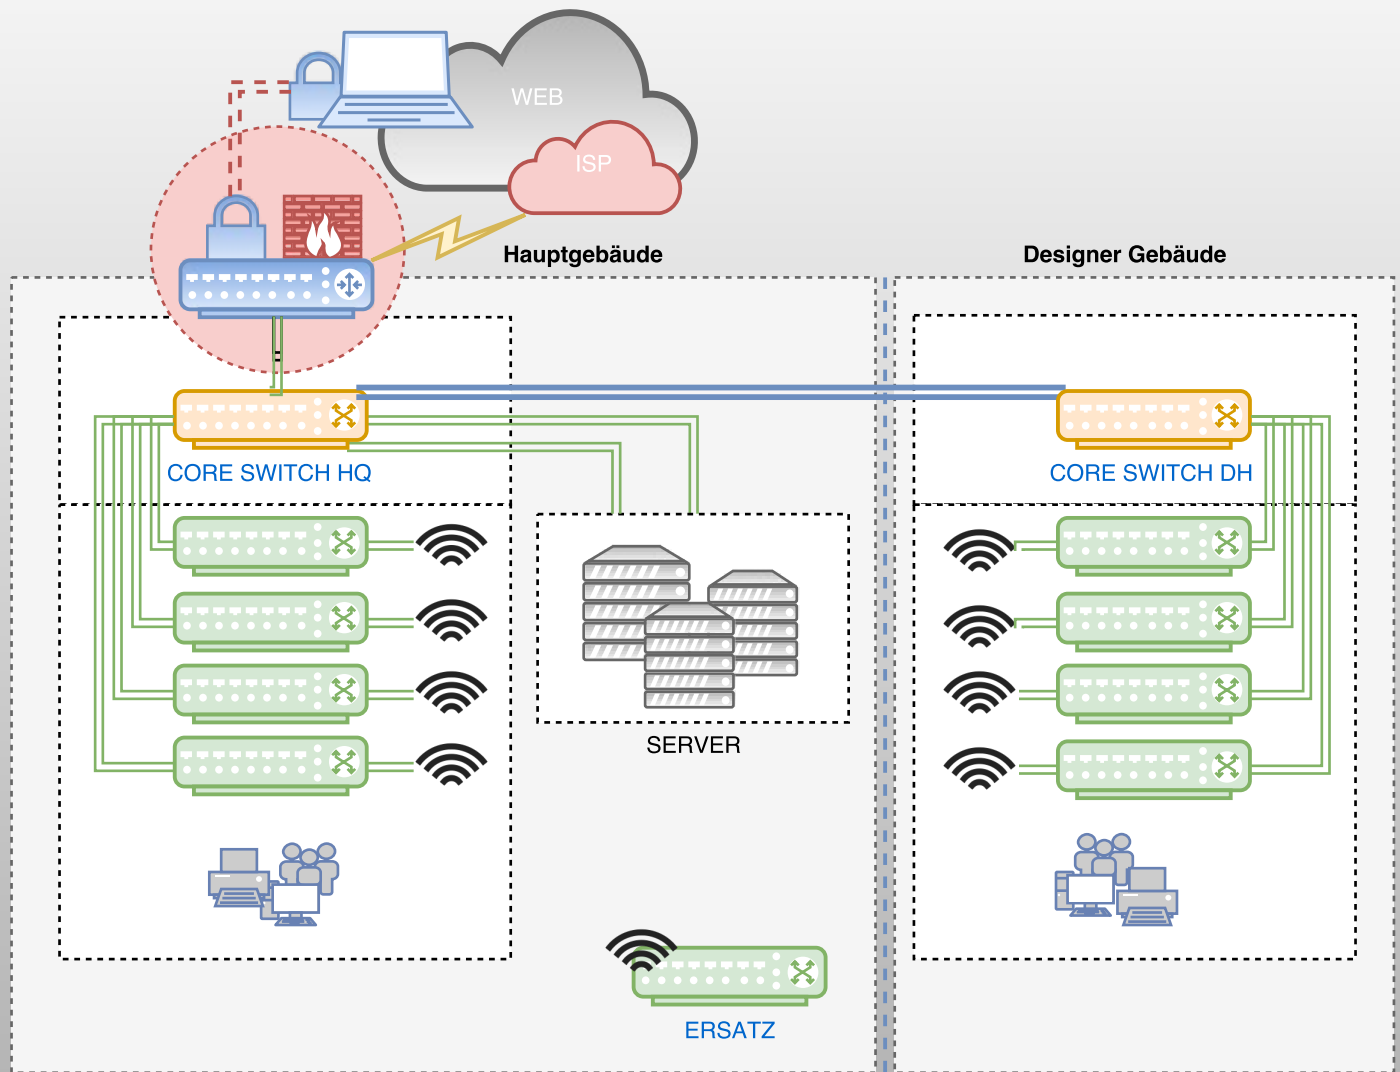 WEB
ISP
Hauptgebäude
Designer Gebäude
CORE SWITCH HQ
CORE SWITCH DH
SERVER
ERSATZ